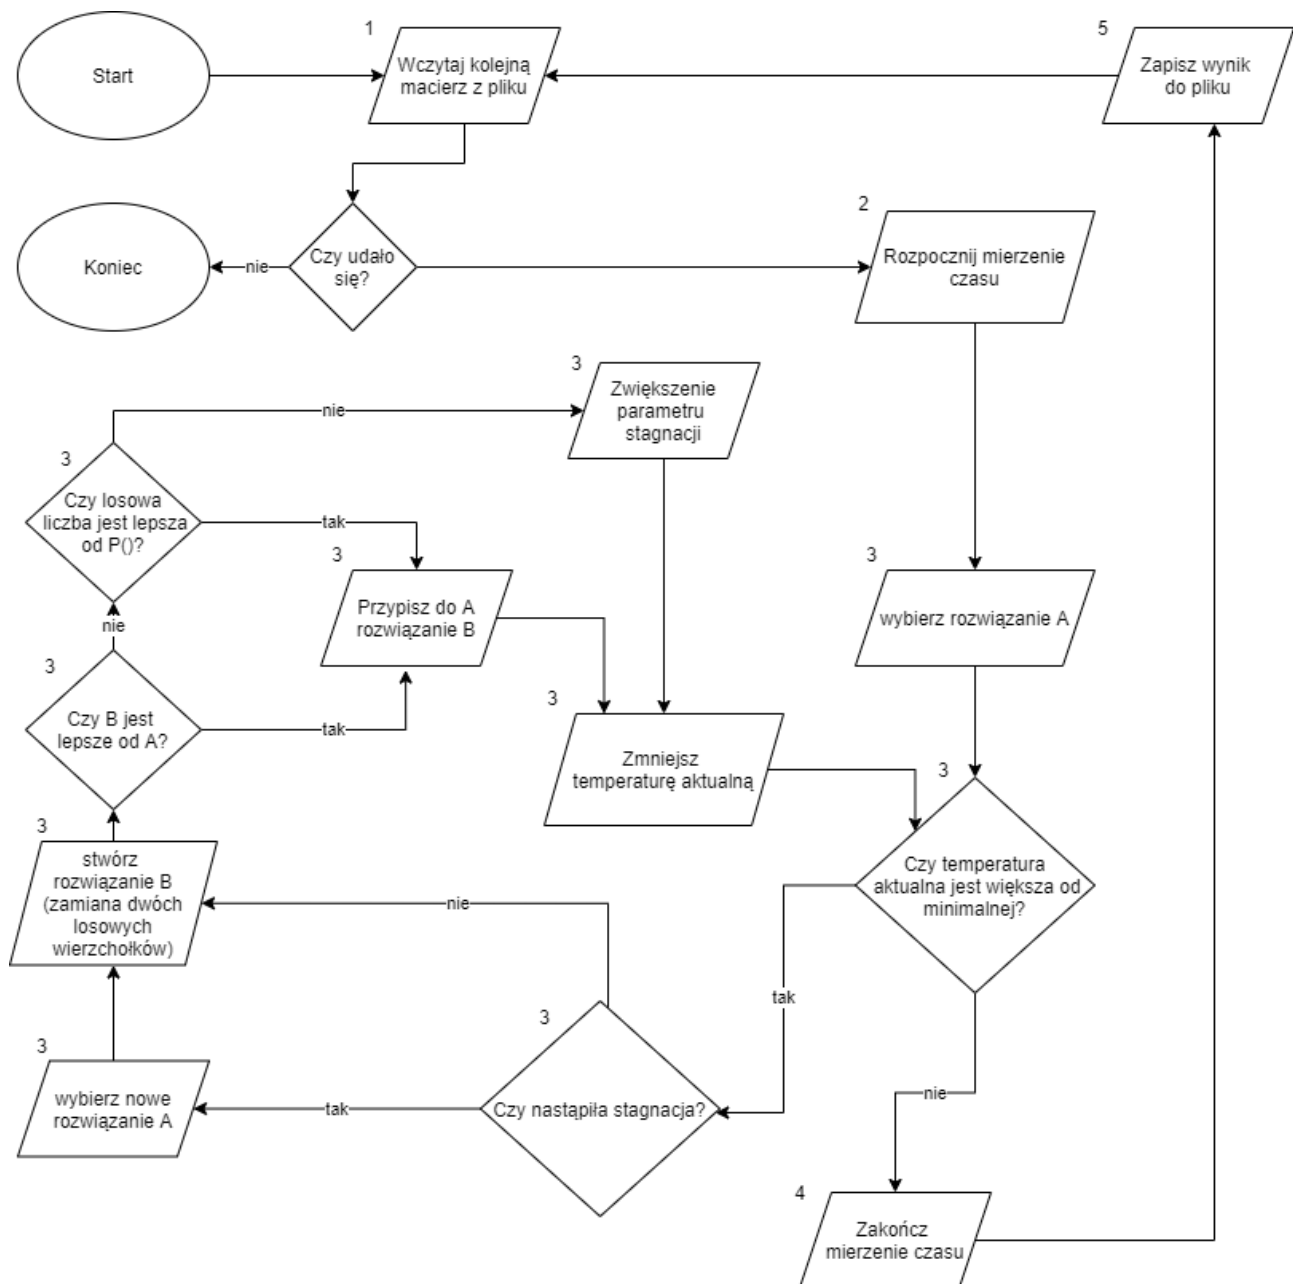 1
5
Start
Wczytaj kolejną
macierz z pliku
Zapisz wynik
do pliku
2
Koniec
nie
Czy udało
się?
Rozpocznij mierzenie
czasu
3
Zwiększenie
parametru
stagnacji
nie
3
Czy losowa
liczba jest lepsza
od P()?
tak
3
Przypisz do A
rozwiązanie B
3
wybierz rozwiązanie A
nie
3
Czy B jest
lepsze od A?
tak
3
Zmniejsz
temperaturę aktualną
3
Czy temperatura
aktualna jest większa od
minimalnej?
3
stwórz
rozwiązanie B
(zamiana dwóch
losowych
wierzchołków)
nie
tak
3
Czy nastąpiła stagnacja?
tak
3
wybierz nowe
rozwiązanie A
nie
4
Zakończ
mierzenie czasu